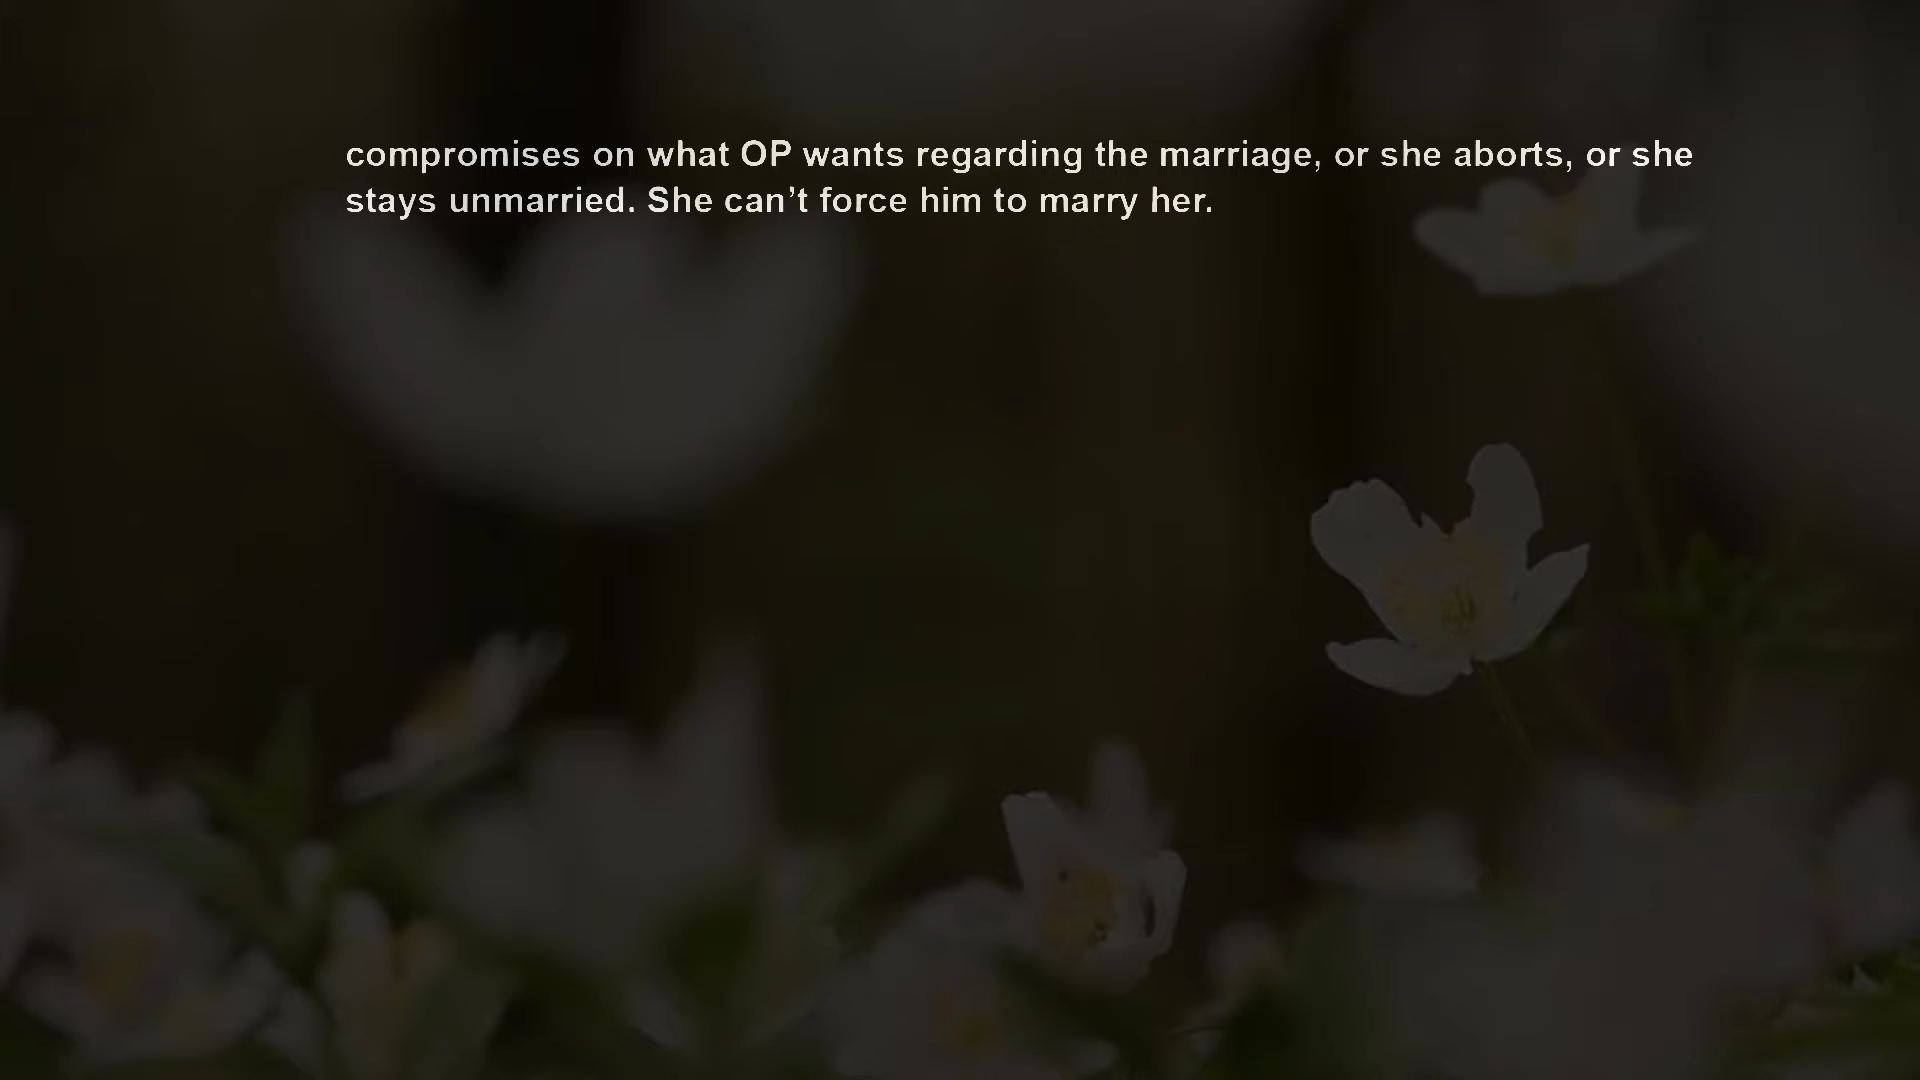 compromises on what OP wants regarding the marriage, or she aborts, or she
stays unmarried. She can’t force him to marry her.